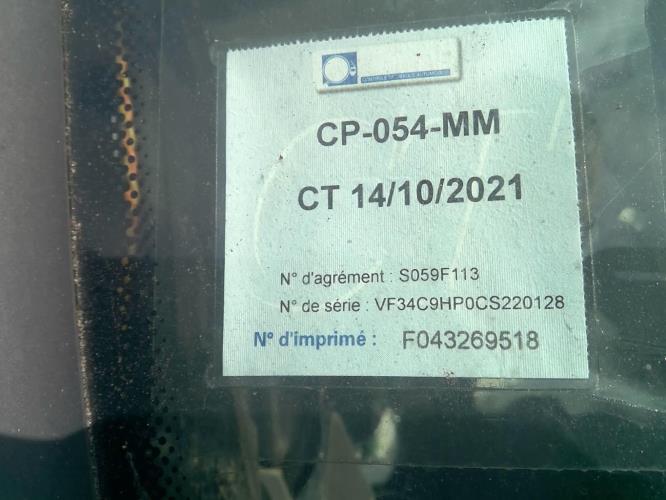 CP-054-MM
CT 14/10/2021
N° d'agrément : S059F113
N° de série : VF34C9HP0CS220128
N° d'imprimé : F043269518